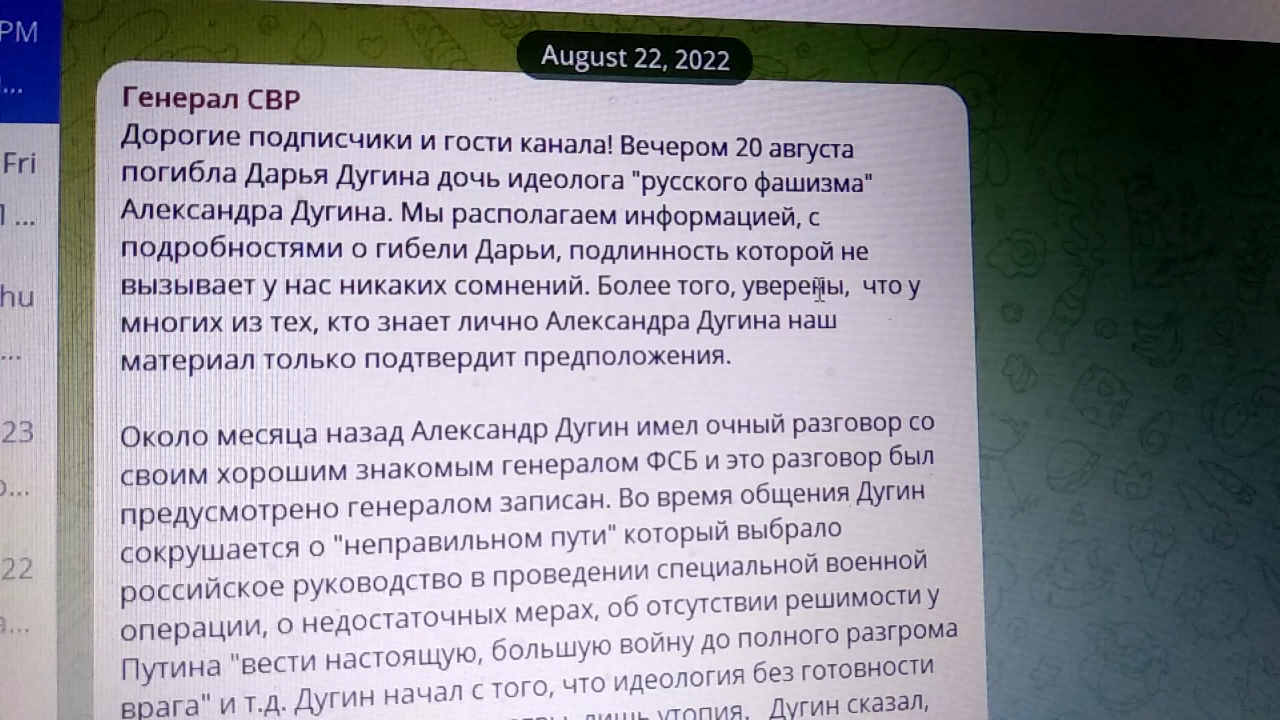 PM
...
Fri
...
hu
...
23
...
22
...
August 22, 2022
Генерал СВР
Дорогие подписчики и гости канала! Вечером 20 августа
погибла Дарья Дугина дочь идеолога "русского фашизма"
Александра Дугина. Мы располагаем информацией, с
подробностями о гибели Дарьи, подлинность которой не
вызывает у нас никаких сомнений. Более того, уверены, что у
многих из тех, кто знает лично Александра Дугина наш
материал только подтвердит предположения.
Около месяца назад Александр Дугин имел очный разговор со
своим хорошим знакомым генералом ФСБ и это разговор был
предусмотрено генералом записан. Во время общения Дугин
сокрушается о "неправильном пути" который выбрало
российское руководство в проведении специальной военной
операции, о недостаточных мерах, об отсутствии решимости у
Путина "вести настоящую, большую войну до полного разгрома
врага" и т.д. Дугин начал с того, что идеология без готовности
лишь утопия. Дугин сказал,